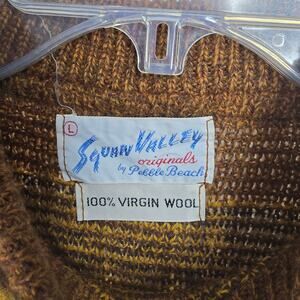 L
Squaw Valley
originals
by Pebble Beach
100% VIRGIN WOOL